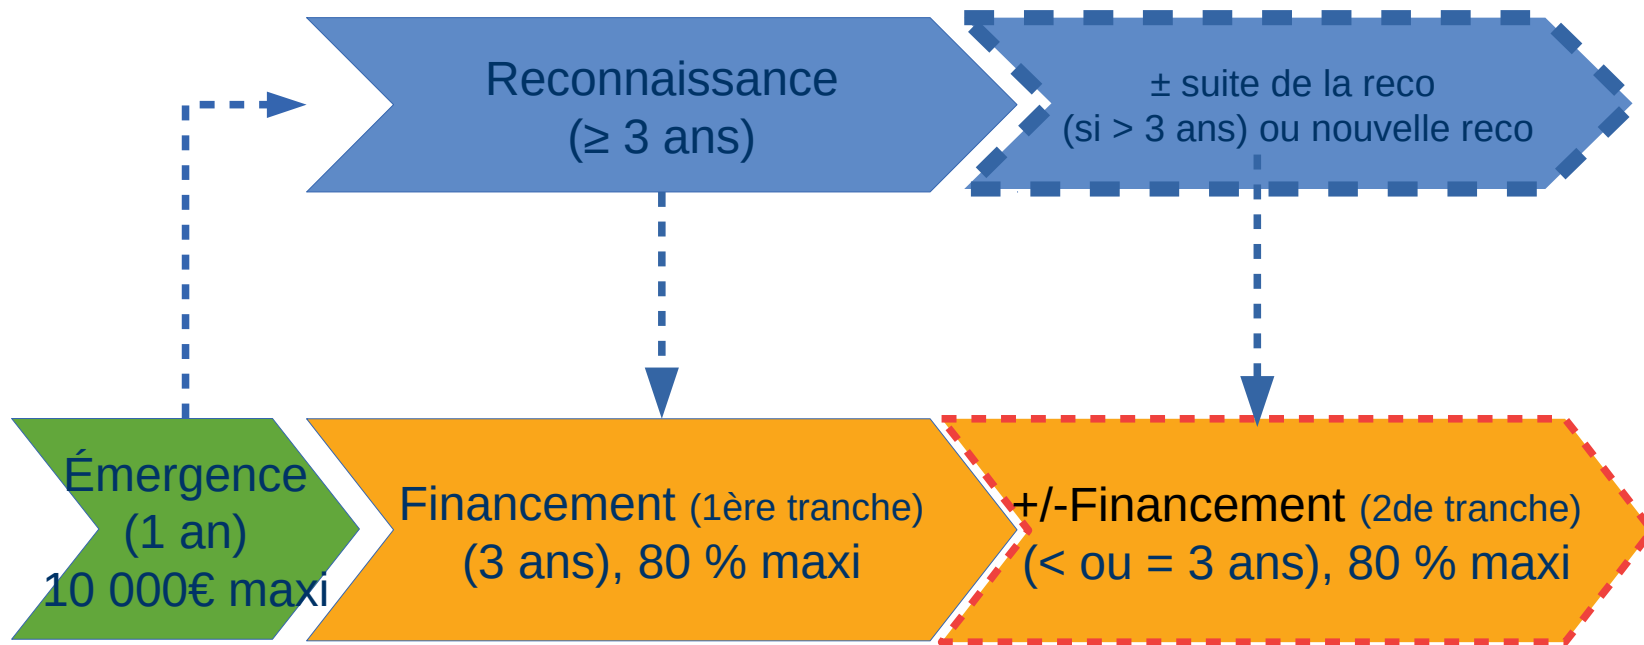 Reconnaissance
(≥ 3 ans)
± suite de la reco
(si > 3 ans) ou nouvelle reco
Émergence
(1 an)
10 000€ maxi
Financement (1ère tranche)
(3 ans), 80 % maxi
+/-Financement (2de tranche)
(< ou = 3 ans), 80 % maxi